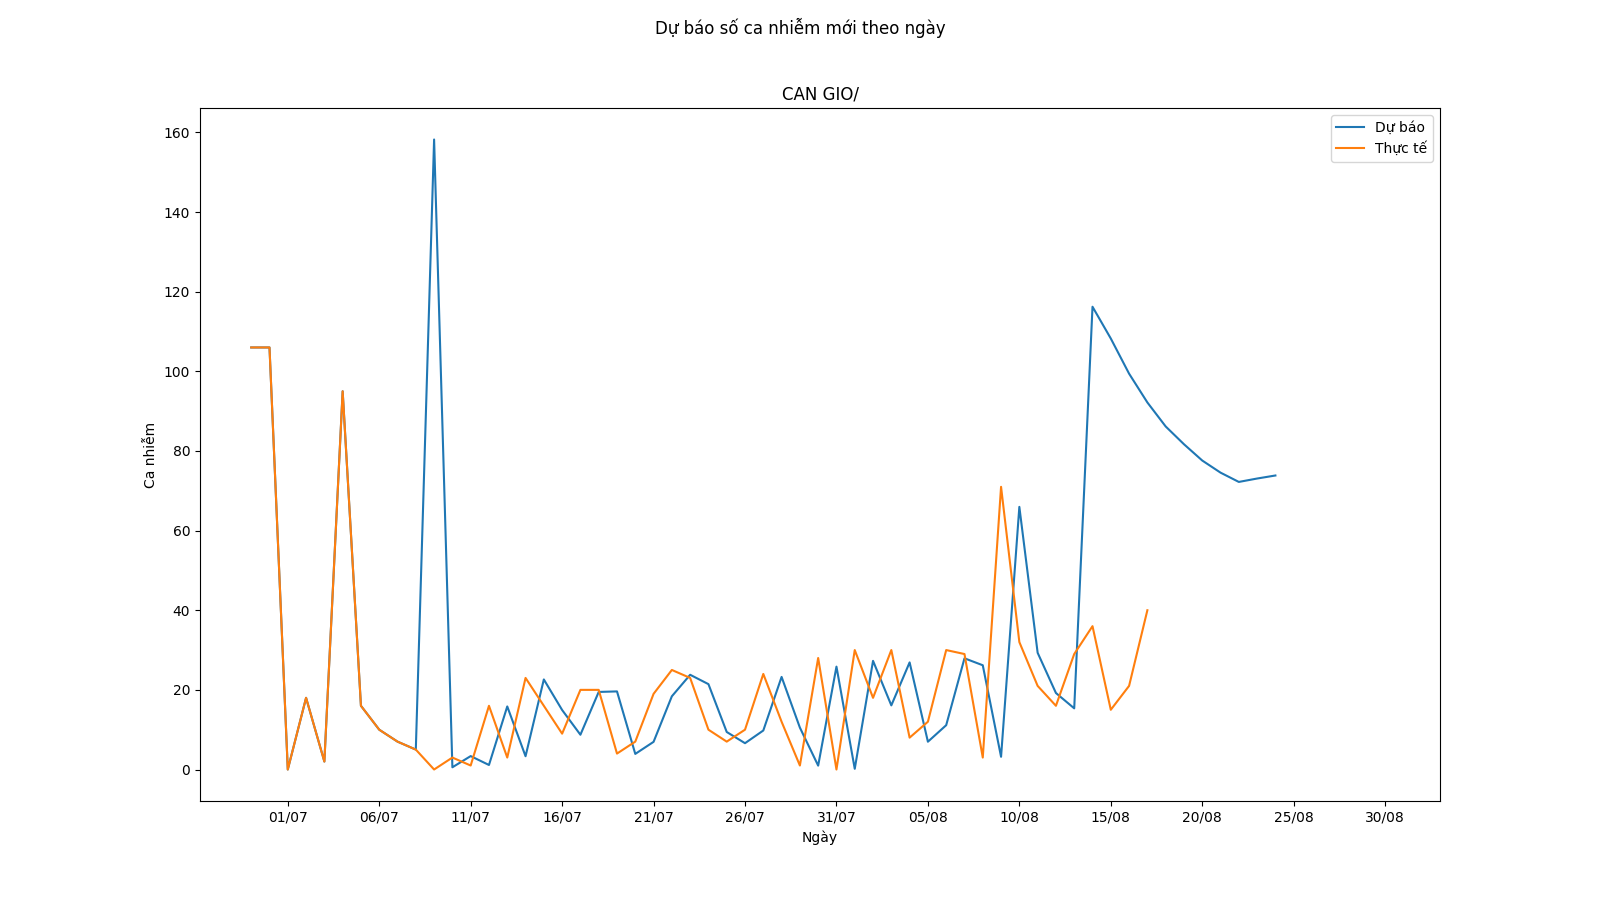 Dự báo số ca nhiễm mới theo ngày
CAN GIO/
Dự báo
Thực tế
160
140
120
100
80
60
40
20
0
Ca nhiễm
01/07 06/07 11/07 16/07 21/07 26/07 31/07 05/08 10/08 15/08 20/08 25/08 30/08
Ngày